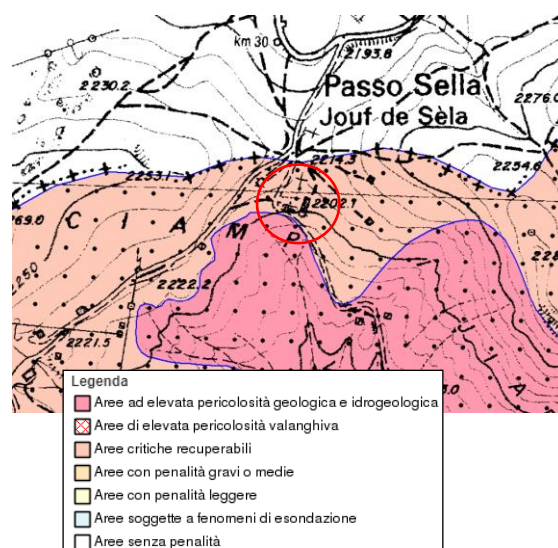 km 30
2193.8
2230.2
Passo Sella
Jouf de Sèla
2276.0
2214.3
2254.6
2253.1
2202.1
C I A M P
2250
2222.2
2221.5
I A
Legenda
Aree ad elevata pericolosità geologica e idrogeologica
Aree di elevata pericolosità valanghiva
Aree critiche recuperabili
Aree con penalità gravi o medie
Aree con penalità leggere
Aree soggette a fenomeni di esondazione
Aree senza penalità